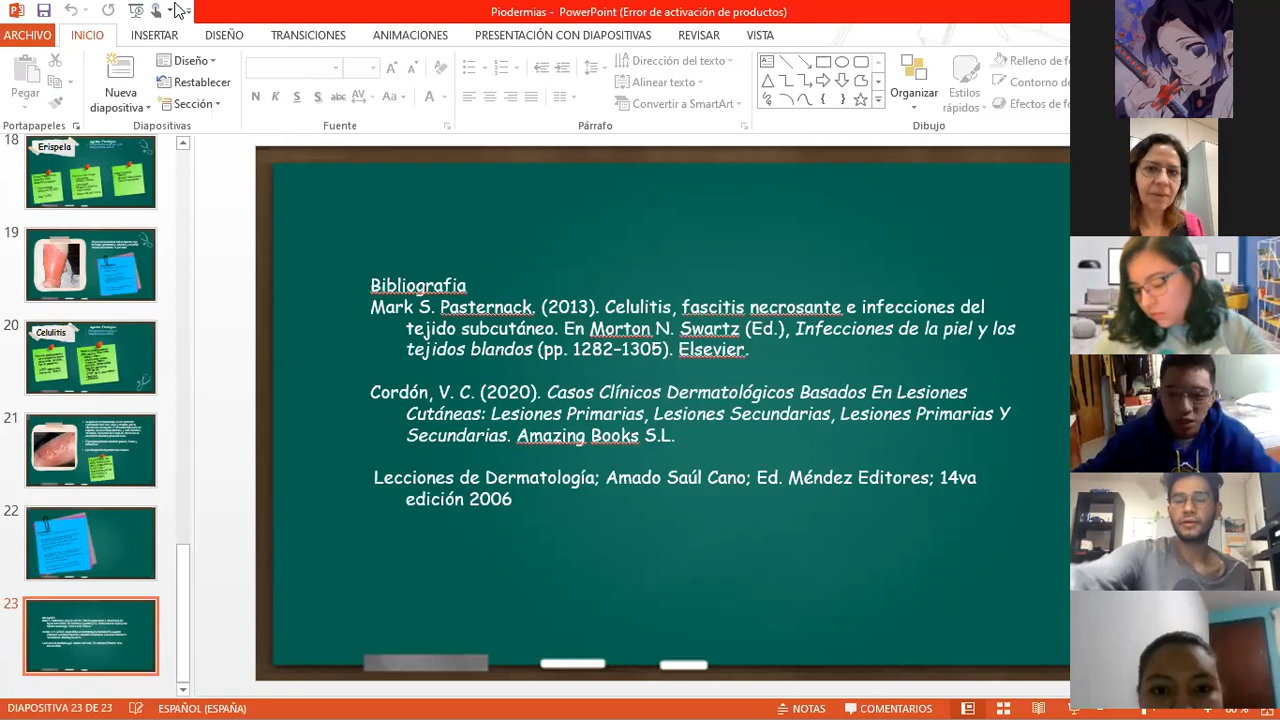 Piodermias - PowerPoint (Error de activación de productos)
ARCHIVO INICIO INSERTAR DISEÑO TRANSICIONES ANIMACIONES PRESENTACIÓN CON DIAPOSITIVAS REVISAR VISTA
Pegar
Nueva diapositiva
Diseño
Restablecer
Sección
N K S S abc AV Aa A
Dirección del texto
Alinear texto
Convertir a SmartArt
Organizar
Estilos rápidos
Relleno de fo
Contorno de
Efectos de fo
Portapapeles Diapositivas Fuente Párrafo Dibujo
18
Erispela
19
20
Celulitis
21
22
23
Bibliografia
Mark S. Pasternack. (2013). Celulitis, fascitis necrosante e infecciones del
tejido subcutáneo. En Morton N. Swartz (Ed.), Infecciones de la piel y los
tejidos blandos (pp. 1282–1305). Elsevier.
Cordón, V. C. (2020). Casos Clínicos Dermatológicos Basados En Lesiones
Cutáneas: Lesiones Primarias, Lesiones Secundarias, Lesiones Primarias Y
Secundarias. Amazing Books S.L.
Lecciones de Dermatología; Amado Saúl Cano; Ed. Méndez Editores; 14va
edición 2006
DIAPOSITIVA 23 DE 23 ESPAÑOL (ESPAÑA) NOTAS COMENTARIOS